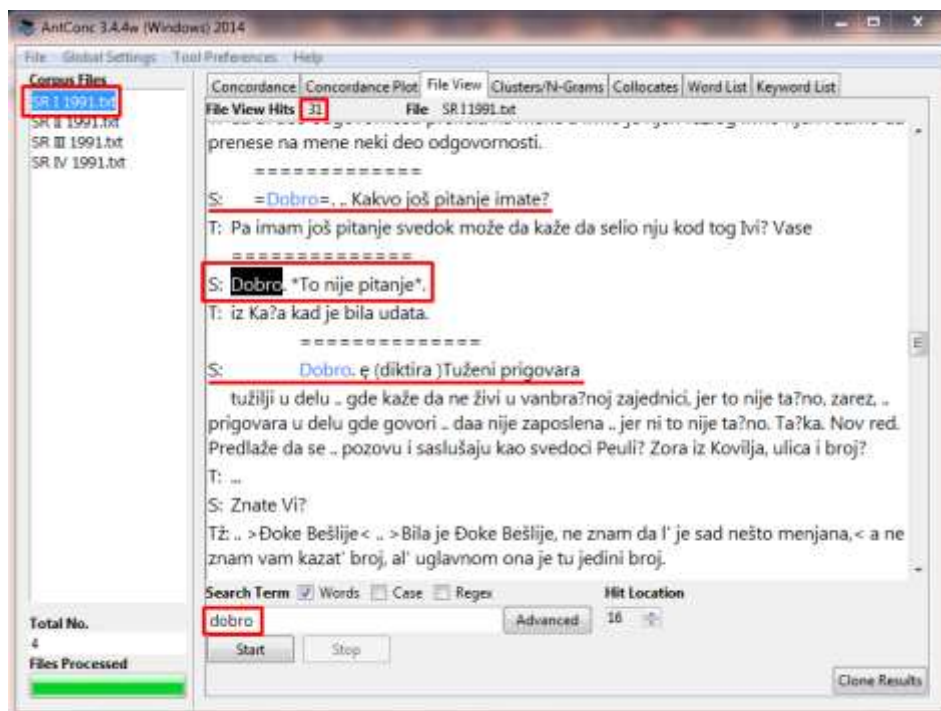 AntConc 3.4.4w (Windows) 2014
File Global Settings Tool Preferences Help
Corpus Files
SR I 1991.txt
SR II 1991.txt
SR III 1991.txt
SR IV 1991.txt
Concordance Concordance Plot File View Clusters/N-Grams Collocates Word List Keyword List
File View Hits 31 File SR I 1991.txt
prenese na mene neki deo odgovornosti.
=============
S: =Dobro=. .. Kakvo još pitanje imate?
T: Pa imam još pitanje svedok može da kaže da selio nju kod tog Ivi? Vase
==============
S: Dobro. *To nije pitanje*.
T: iz Ka?a kad je bila udata.
==============
S: Dobro. ę (diktira )Tuženi prigovara
tužilji u delu .. gde kaže da ne živi u vanbra?noj zajednici, jer to nije ta?no, zarez, ..
prigovara u delu gde govori .. daa nije zaposlena .. jer ni to nije ta?no. Ta?ka. Nov red.
Predlaže da se .. pozovu i saslušaju kao svedoci Peuli? Zora iz Kovilja, ulica i broj?
T: ...
S: Znate Vi?
Tž: .. >Đoke Bešlije< .. >Bila je Đoke Bešlije, ne znam da l' je sad nešto menjana,< a ne
znam vam kazat' broj, al' uglavnom ona je tu jedini broj.
Search Term Words Case Regex Hit Location
dobro Advanced 16
Start Stop
Total No.
4
Files Processed
Clone Results